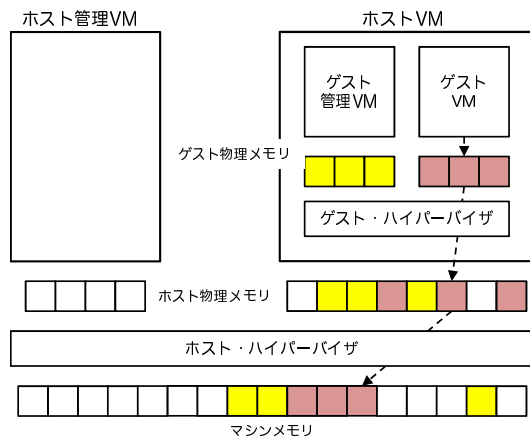 ホスト管理VM
ホストVM
ゲスト
管理VM
ゲスト
VM
ゲスト物理メモリ
ゲスト・ハイパーバイザ
ホスト物理メモリ
ホスト・ハイパーバイザ
マシンメモリ